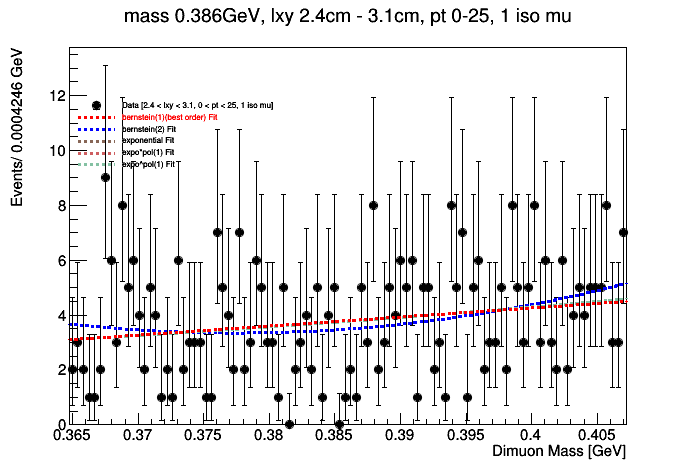 mass 0.386GeV, lxy 2.4cm - 3.1cm, pt 0-25, 1 iso mu
Events/ 0.0004246 GeV
12
10
8
6
4
2
0
Data [2.4 < lxy < 3.1, 0 < pt < 25, 1 iso mu]
bernstein(1)(best order) Fit
bernstein(2) Fit
exponential Fit
expo*pol(1) Fit
expo^pol(1) Fit
0.365 0.37 0.375 0.38 0.385 0.39 0.395 0.4 0.405
Dimuon Mass [GeV]